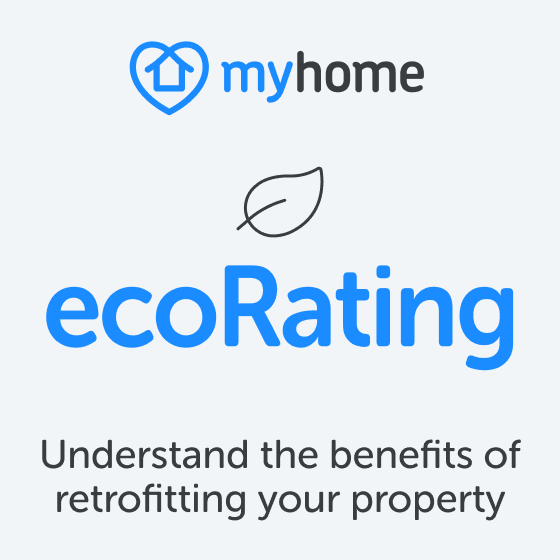 myhome
ecoRating
Understand the benefits of
retrofitting your property